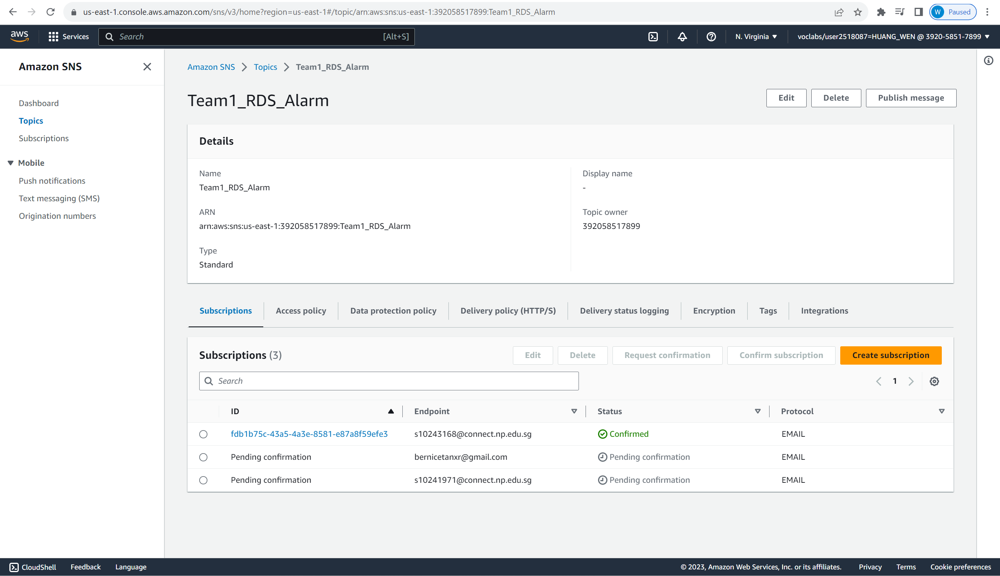 us-east-1.console.aws.amazon.com/sns/v3/home?region=us-east-1#/topic/arn:aws:sns:us-east-1:392058517899:Team1_RDS_Alarm
W Paused
aws Services Search [Alt+S] N. Virginia voclabs/user2518087=HUANG_WEN @ 3920-5851-7899
Amazon SNS
Dashboard
Topics
Subscriptions
Mobile
Push notifications
Text messaging (SMS)
Origination numbers
Amazon SNS Topics Team1_RDS_Alarm
Team1_RDS_Alarm
Edit Delete Publish message
Details
Name
Team1_RDS_Alarm
ARN
arn:aws:sns:us-east-1:392058517899:Team1_RDS_Alarm
Type
Standard
Display name
-
Topic owner
392058517899
Subscriptions Access policy Data protection policy Delivery policy (HTTP/S) Delivery status logging Encryption Tags Integrations
Subscriptions (3)
Edit Delete Request confirmation Confirm subscription Create subscription
Search
1
ID Endpoint Status Protocol
fdb1b75c-43a5-4a3e-8581-e87a8f59efe3 s10243168@connect.np.edu.sg Confirmed EMAIL
Pending confirmation bernicetanxr@gmail.com Pending confirmation EMAIL
Pending confirmation s10241971@connect.np.edu.sg Pending confirmation EMAIL
CloudShell Feedback Language © 2023, Amazon Web Services, Inc. or its affiliates. Privacy Terms Cookie preferences